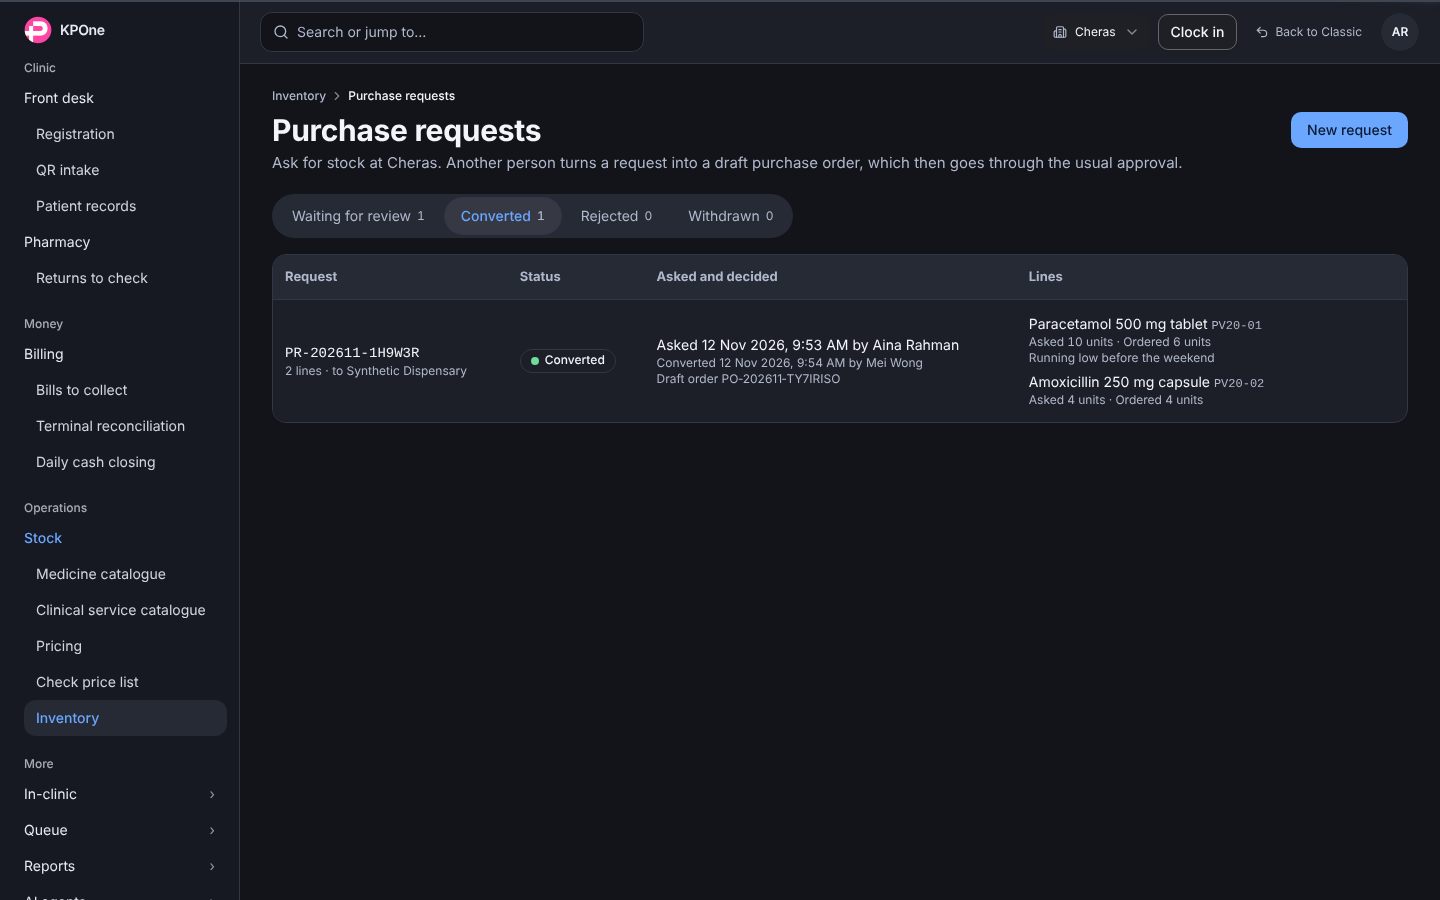 KPOne
Search or jump to...
Cheras
Clock in
Back to Classic
AR
Clinic
Front desk
Registration
QR intake
Patient records
Pharmacy
Returns to check
Money
Billing
Bills to collect
Terminal reconciliation
Daily cash closing
Operations
Stock
Medicine catalogue
Clinical service catalogue
Pricing
Check price list
Inventory
More
In-clinic
Queue
Reports
Inventory > Purchase requests
Purchase requests
New request
Ask for stock at Cheras. Another person turns a request into a draft purchase order, which then goes through the usual approval.
Waiting for review 1
Converted 1
Rejected 0
Withdrawn 0
Request
Status
Asked and decided
Lines
PR-202611-1H9W3R
2 lines · to Synthetic Dispensary
Converted
Asked 12 Nov 2026, 9:53 AM by Aina Rahman
Converted 12 Nov 2026, 9:54 AM by Mei Wong
Draft order PO-202611-TY7IRISO
Paracetamol 500 mg tablet PV20-01
Asked 10 units · Ordered 6 units
Running low before the weekend
Amoxicillin 250 mg capsule PV20-02
Asked 4 units · Ordered 4 units